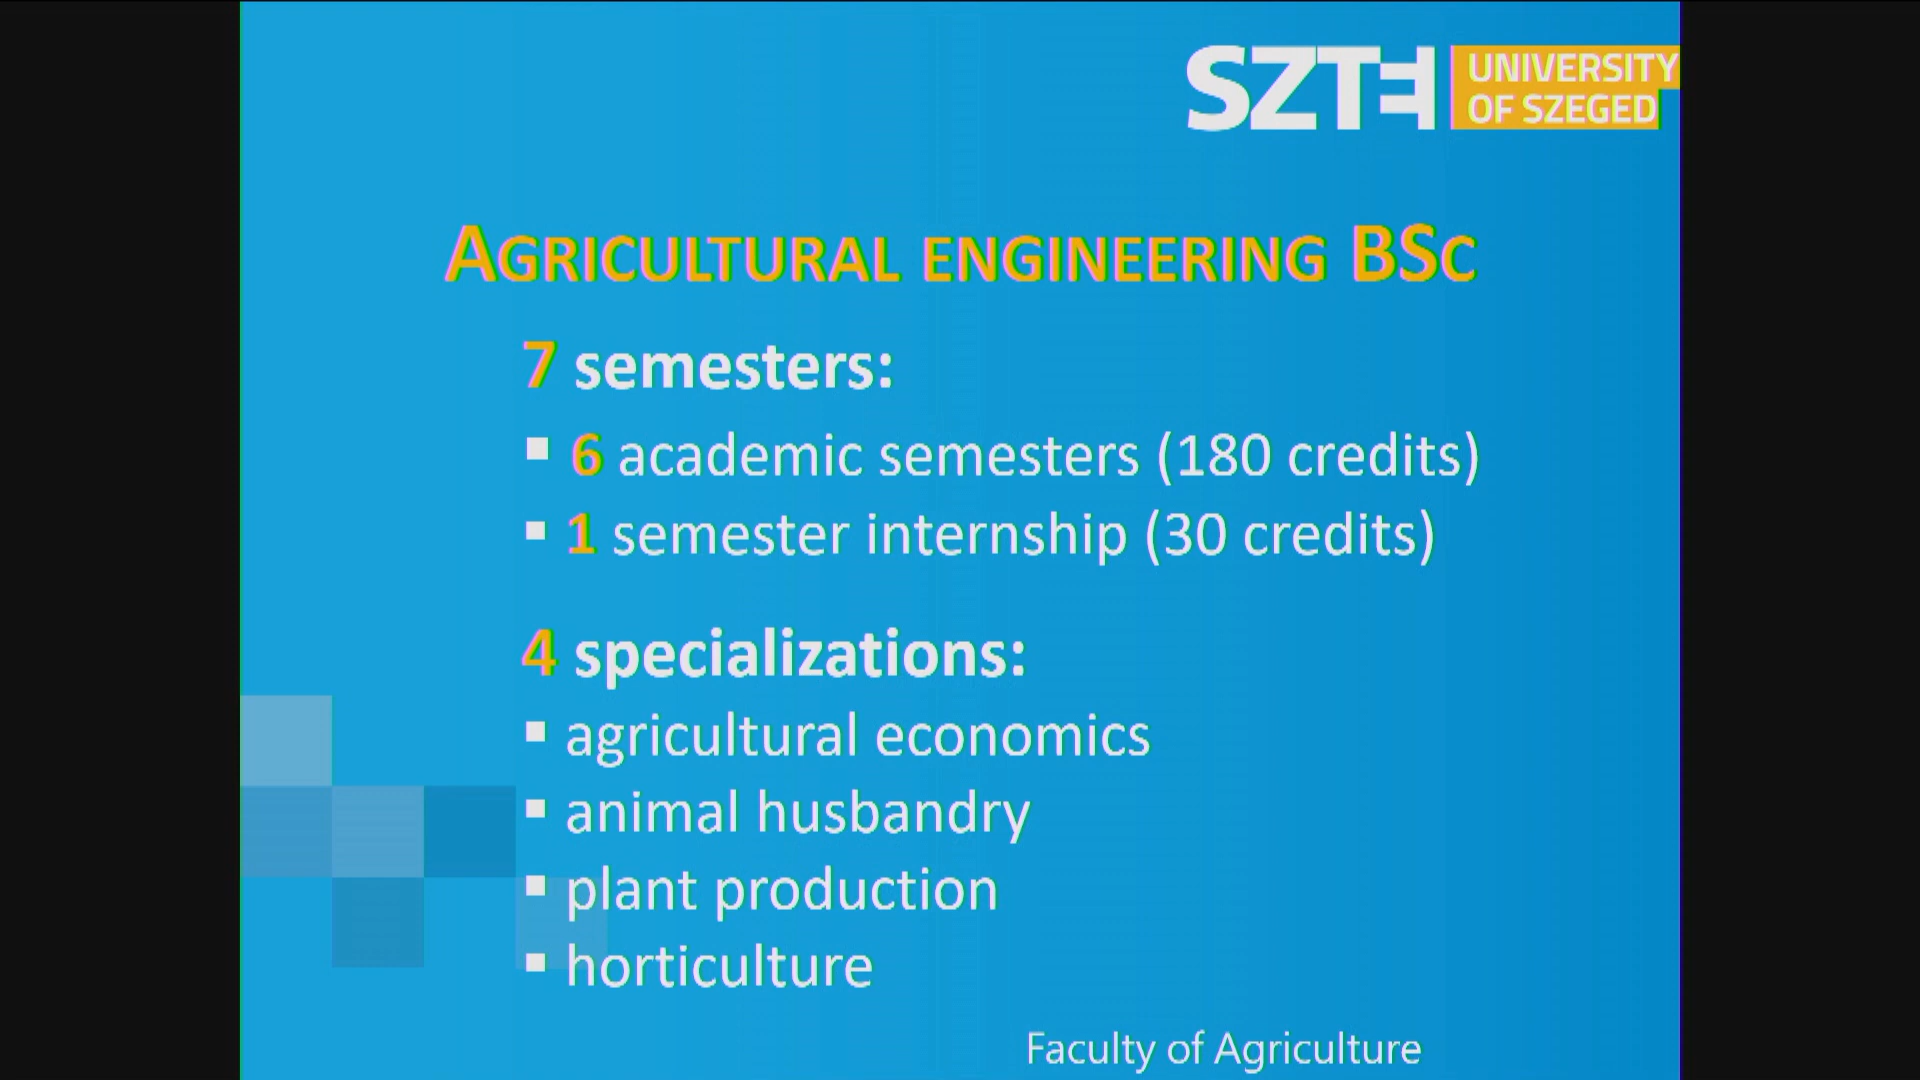 SZTE UNIVERSITY
OF SZEGED
AGRICULTURAL ENGINEERING BSC
7 semesters:
▪ 6 academic semesters (180 credits)
▪ 1 semester internship (30 credits)
4 specializations:
▪ agricultural economics
▪ animal husbandry
▪ plant production
▪ horticulture
Faculty of Agriculture